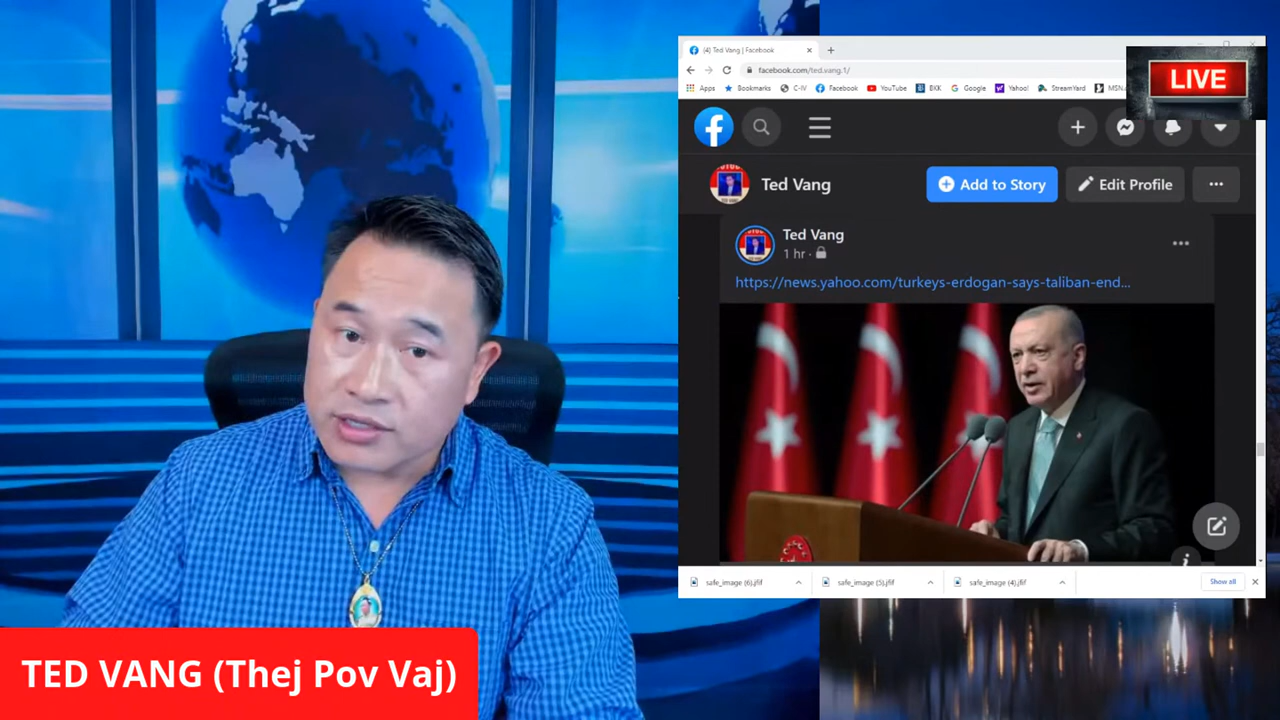 (4) Ted Vang | Facebook
facebook.com/ted.vang.1/
Apps Bookmarks C-IV Facebook YouTube BKK Google Yahoo! StreamYard MSN
LIVE
Ted Vang
Add to Story
Edit Profile
Ted Vang
1 hr
https://news.yahoo.com/turkeys-erdogan-says-taliban-end...
safe_image (6).jfif safe_image (5).jfif safe_image (4).jfif Show all
TED VANG (Thej Pov Vaj)